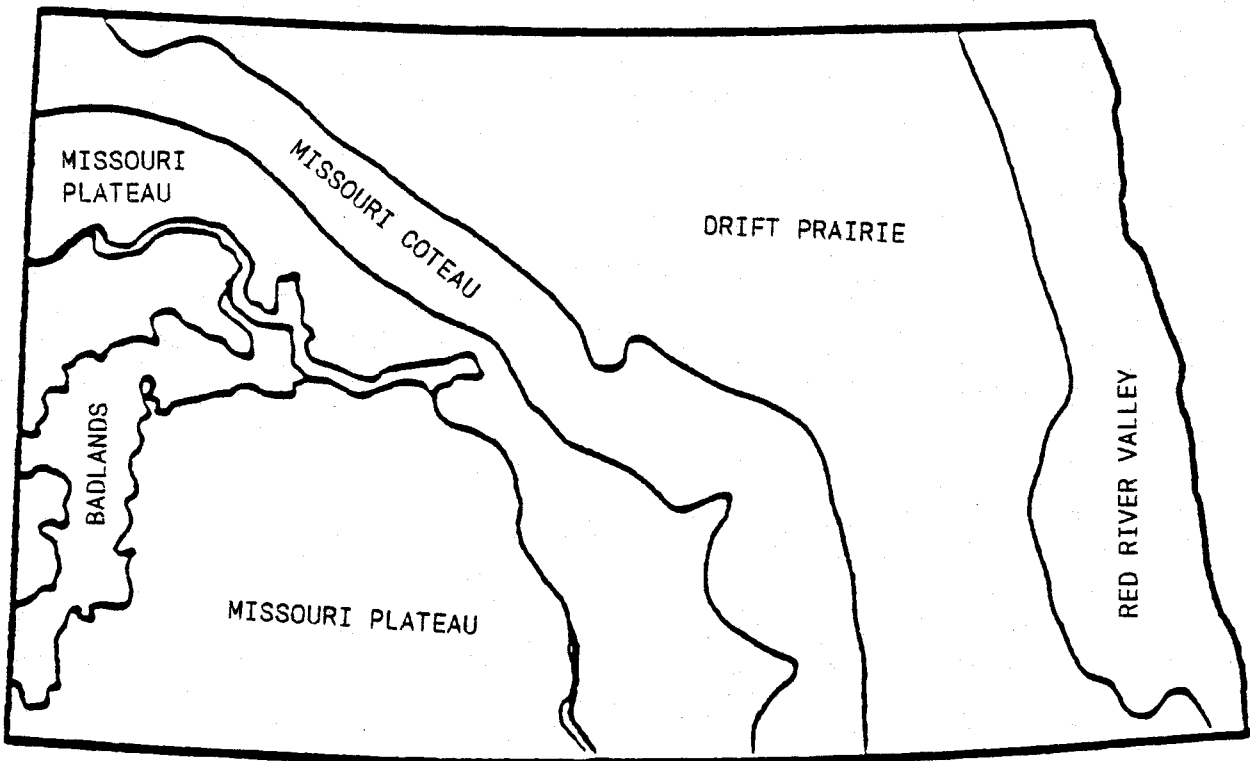 MISSOURI
PLATEAU
MISSOURI COTEAU
DRIFT PRAIRIE
BADLANDS
RED RIVER VALLEY
MISSOURI PLATEAU